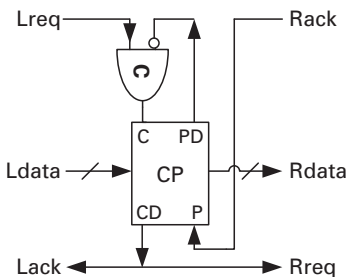 Lreq Rack
C
C PD
Ldata CP Rdata
CD P
Lack Rreq